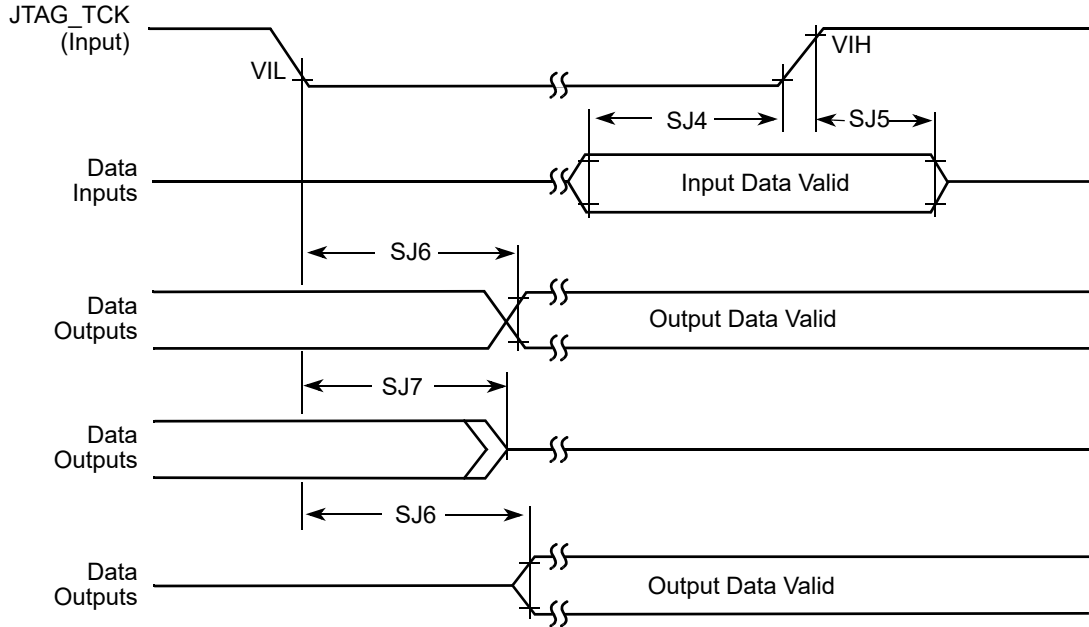 JTAG_TCK
(Input)
VIL
VIH
SJ4
SJ5
Data
Inputs
Input Data Valid
SJ6
Data
Outputs
Output Data Valid
SJ7
Data
Outputs
SJ6
Data
Outputs
Output Data Valid